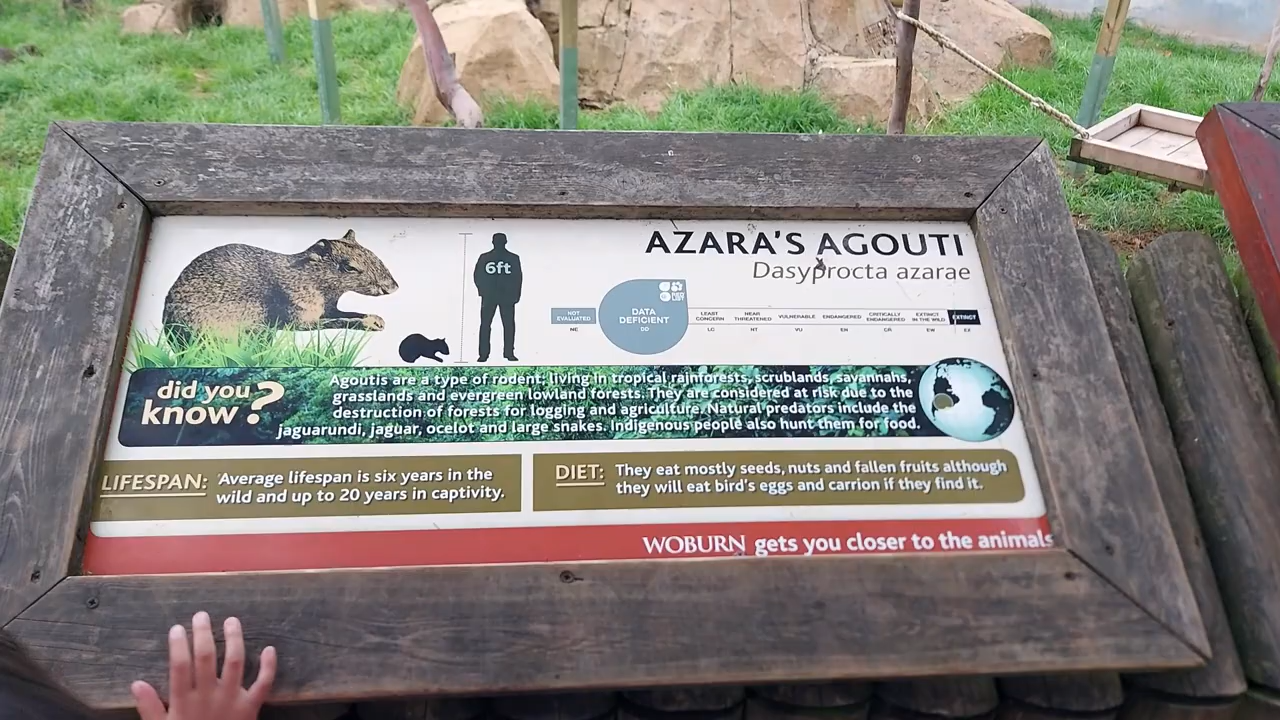 AZARA'S AGOUTI
Dasyprocta azarae
6ft
NOT EVALUATED
NE
DATA DEFICIENT
DD
LEAST CONCERN
LC
NEAR THREATENED
NT
VULNERABLE
VU
ENDANGERED
EN
CRITICALLY ENDANGERED
CR
EXTINCT IN THE WILD
EW
EXTINCT
EX
did you
know?
Agoutis are a type of rodent; living in tropical rainforests, scrublands, savannahs,
grasslands and evergreen lowland forests. They are considered at risk due to the
destruction of forests for logging and agriculture. Natural predators include the
jaguarundi, jaguar, ocelot and large snakes. Indigenous people also hunt them for food.
LIFESPAN: Average lifespan is six years in the
wild and up to 20 years in captivity.
DIET: They eat mostly seeds, nuts and fallen fruits although
they will eat bird's eggs and carrion if they find it.
WOBURN gets you closer to the animals